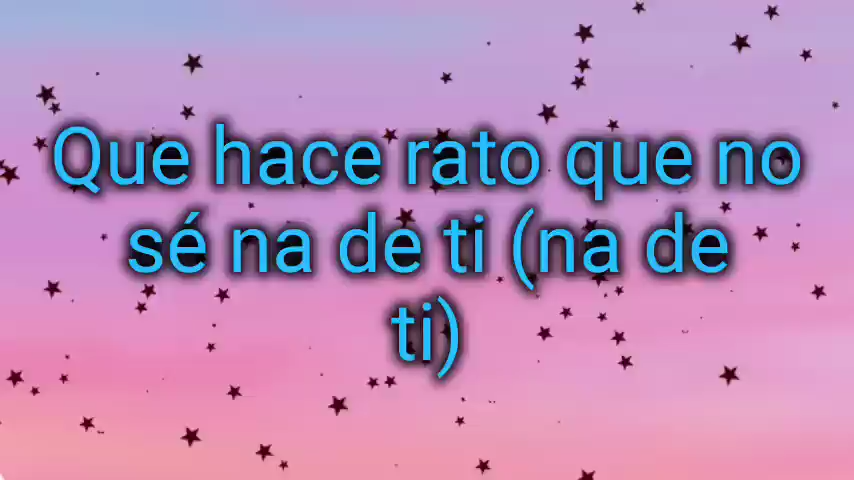 Que hace rato que no
sé na de ti (na de
ti)